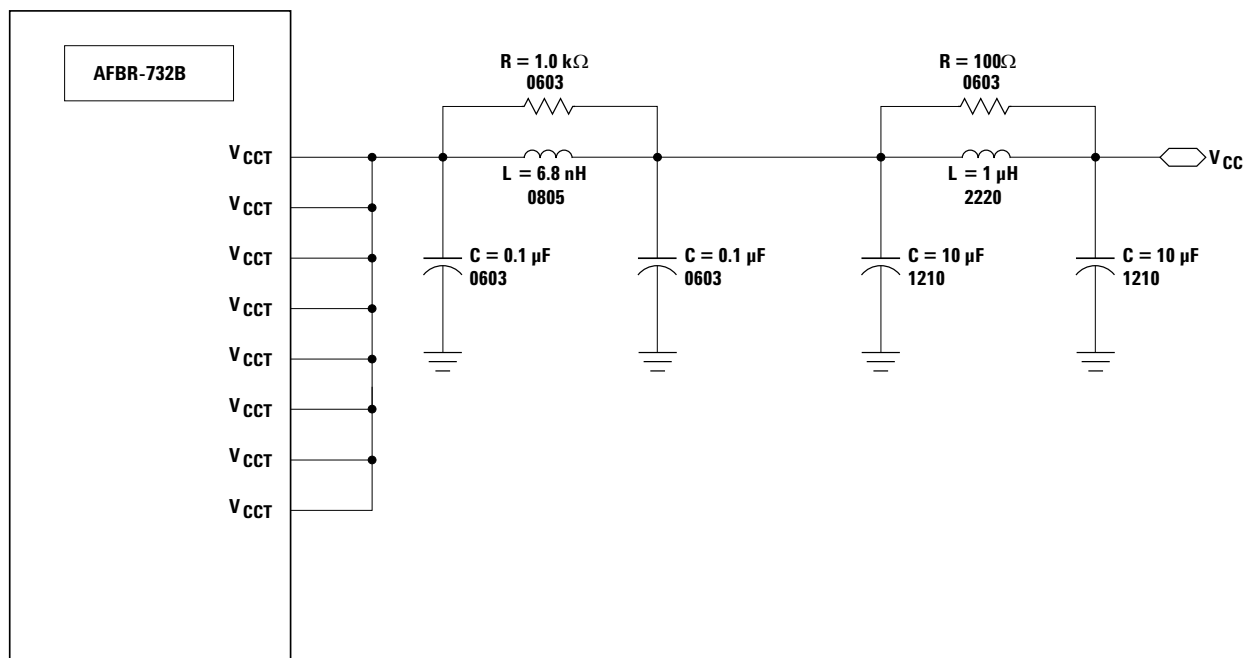 AFBR-732B
R = 1.0 kΩ
0603
R = 100Ω
0603
VCCT
L = 6.8 nH
0805
L = 1 µH
2220
VCC
VCCT
VCCT
C = 0.1 µF
0603
C = 0.1 µF
0603
C = 10 µF
1210
C = 10 µF
1210
VCCT
VCCT
VCCT
VCCT
VCCT